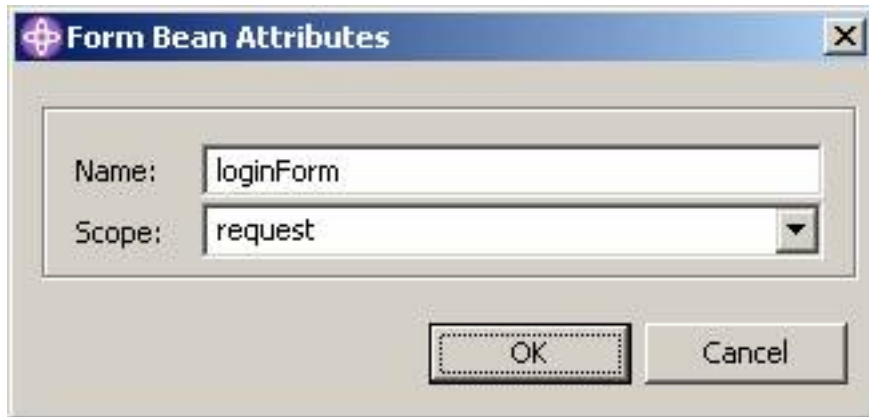 Form Bean Attributes
Name: loginForm
Scope: request
OK Cancel